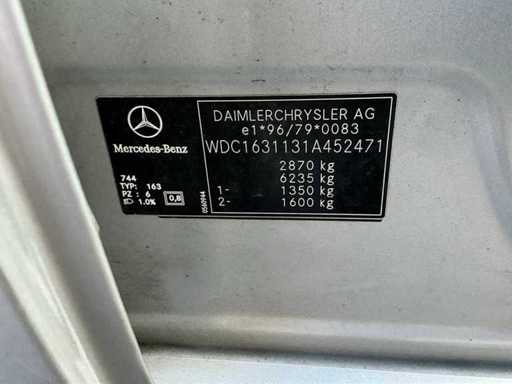 DAIMLERCHRYSLER AG
e1*96/79*0083
WDC1631131A452471
2870 kg
6235 kg
1- 1350 kg
2- 1600 kg
Mercedes-Benz
744
TYP: 163
PZ : 6
1.0% 0,8
0560944